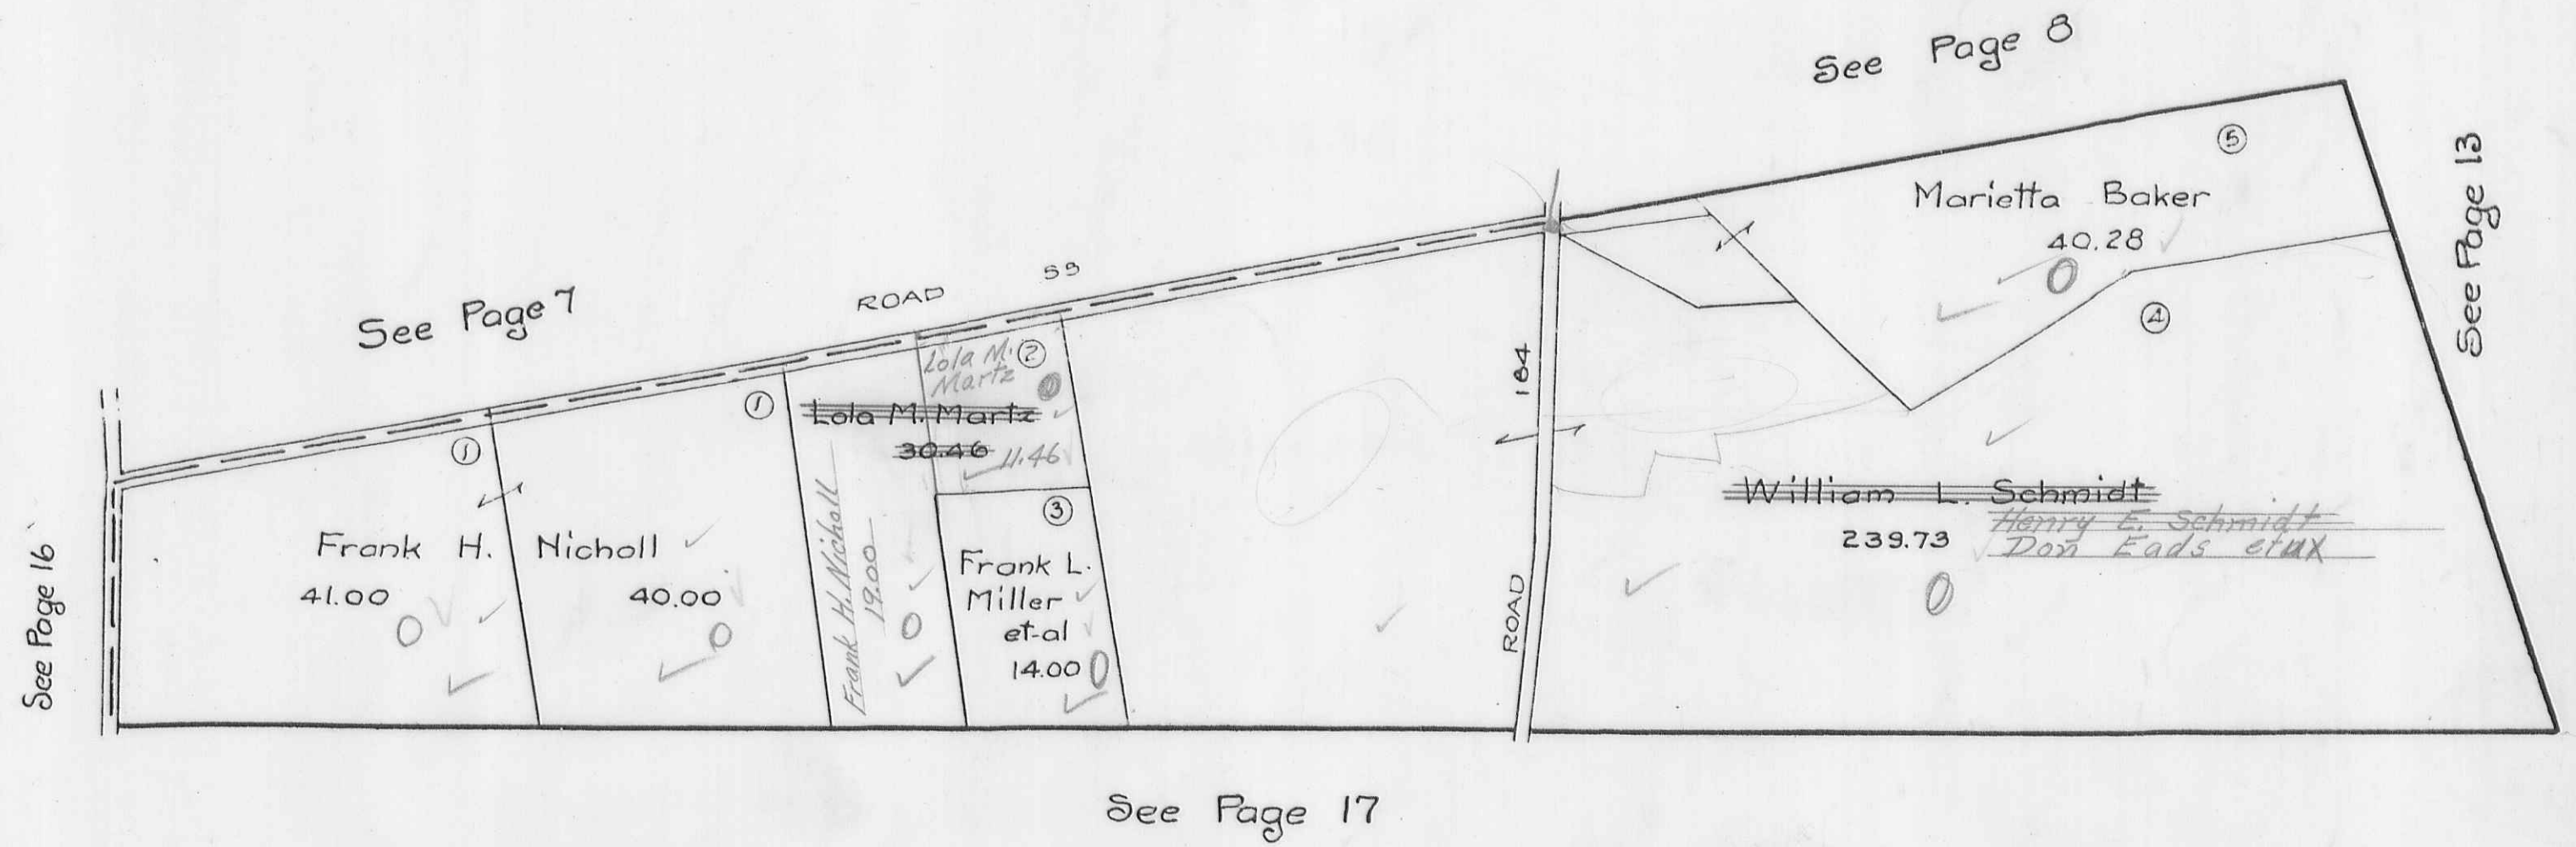 See Page 8
⑤
Marietta Baker
40.28
④
See Page 13
See Page 7
ROAD 59
Lola M. ②
Martz
Lola M. Martz
30.46 11.46
①
①
184
ROAD
William L. Schmidt
Henry E. Schmidt
239.73
Don Eads etux
Frank H. Nicholl
41.00
40.00
Frank H. Nicholl
19.00
③
Frank L.
Miller
et-al
14.00
See Page 16
See Page 17